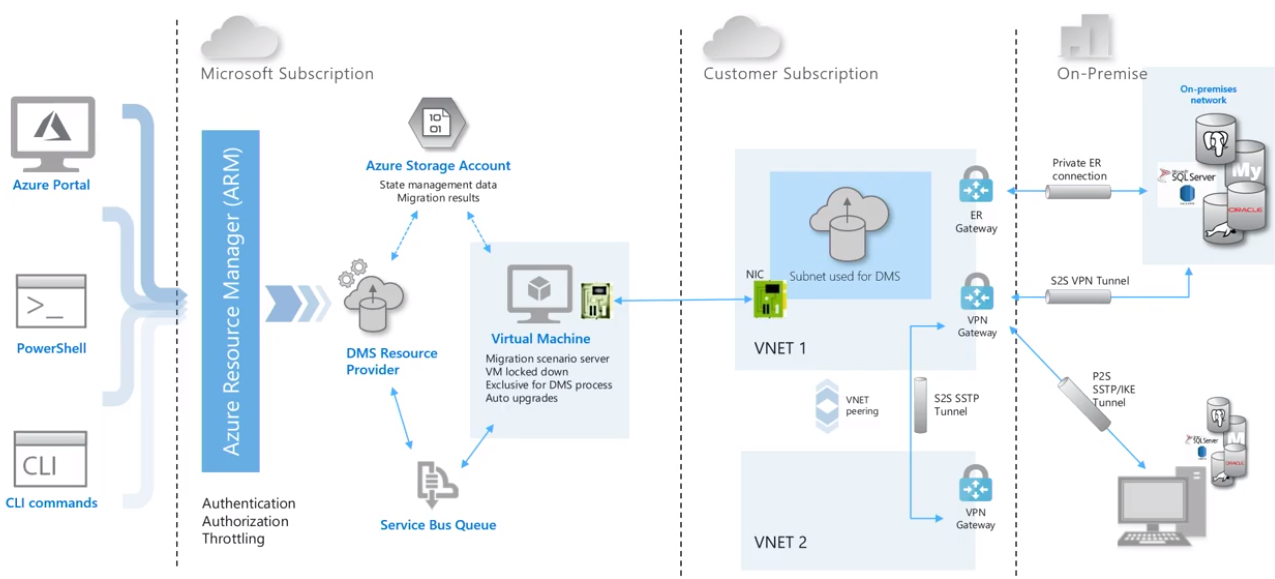 Microsoft Subscription
Customer Subscription
On-Premise
Azure Portal
PowerShell
>_
CLI
CLI commands
Azure Resource Manager (ARM)
Authentication
Authorization
Throttling
10
01
Azure Storage Account
State management data
Migration results
DMS Resource
Provider
Virtual Machine
Migration scenario server
VM locked down
Exclusive for DMS process
Auto upgrades
Service Bus Queue
NIC
Subnet used for DMS
VNET 1
ER
Gateway
VPN
Gateway
VNET
peering
S2S SSTP
Tunnel
VNET 2
VPN
Gateway
Private ER
connection
S2S VPN Tunnel
P2S
SSTP/IKE
Tunnel
On-premises
network
SQL Server
My
ORACLE
SQL Server
M
ORACLE